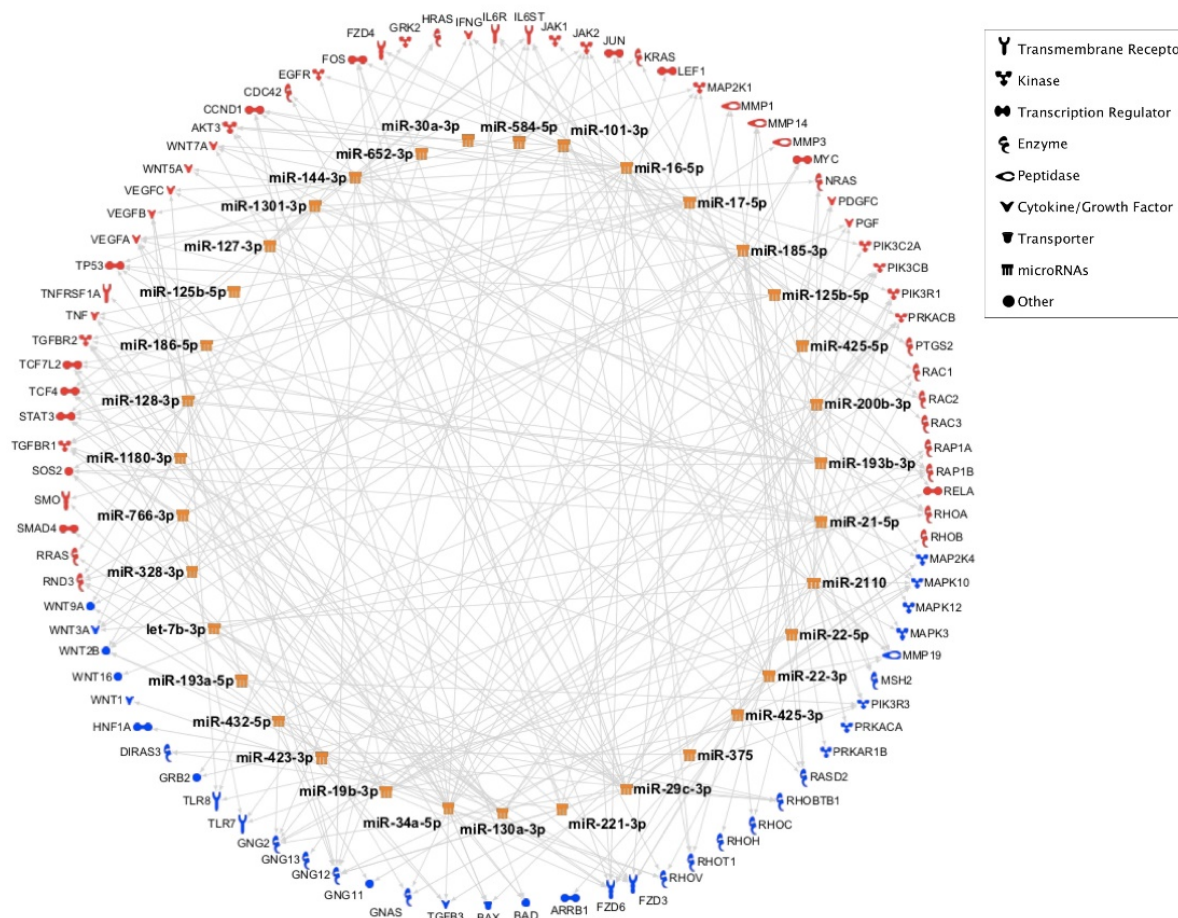 HRAS
IFNG
IL6R
IL6ST
GRK2
JAK1
JAK2
FZD4
JUN
FOS
KRAS
EGFR
LEF1
CDC42
MAP2K1
CCND1
MMP1
AKT3
MMP14
WNT7A
MMP3
WNT5A
MYC
VEGFC
NRAS
VEGFB
PDGFC
VEGFA
PGF
TP53
PIK3C2A
TNFRSF1A
PIK3CB
TNF
PIK3R1
TGFBR2
PRKACB
TCF7L2
PTGS2
TCF4
RAC1
STAT3
RAC2
TGFBR1
RAC3
SOS2
RAP1A
SMO
RAP1B
SMAD4
RELA
RRAS
RHOA
RND3
RHOB
WNT9A
MAP2K4
WNT3A
MAPK10
WNT2B
MAPK12
WNT16
MAPK3
WNT1
MMP19
HNF1A
MSH2
DIRAS3
PIK3R3
GRB2
PRKACA
TLR8
PRKAR1B
TLR7
RASD2
GNG2
RHOBTB1
GNG13
RHOC
GNG12
RHOH
GNG11
RHOT1
GNAS
RHOV
TGFB3
FZD3
BAX
FZD6
BAD
ARRB1
miR-30a-3p
miR-584-5p
miR-101-3p
miR-652-3p
miR-16-5p
miR-144-3p
miR-17-5p
miR-1301-3p
miR-185-3p
miR-127-3p
miR-125b-5p
miR-125b-5p
miR-425-5p
miR-186-5p
miR-200b-3p
miR-128-3p
miR-193b-3p
miR-1180-3p
miR-21-5p
miR-766-3p
miR-2110
miR-328-3p
miR-22-5p
let-7b-3p
miR-22-3p
miR-193a-5p
miR-425-3p
miR-432-5p
miR-375
miR-423-3p
miR-29c-3p
miR-19b-3p
miR-221-3p
miR-34a-5p
miR-130a-3p
Transmembrane Recepto
Kinase
Transcription Regulator
Enzyme
Peptidase
Cytokine/Growth Factor
Transporter
microRNAs
Other